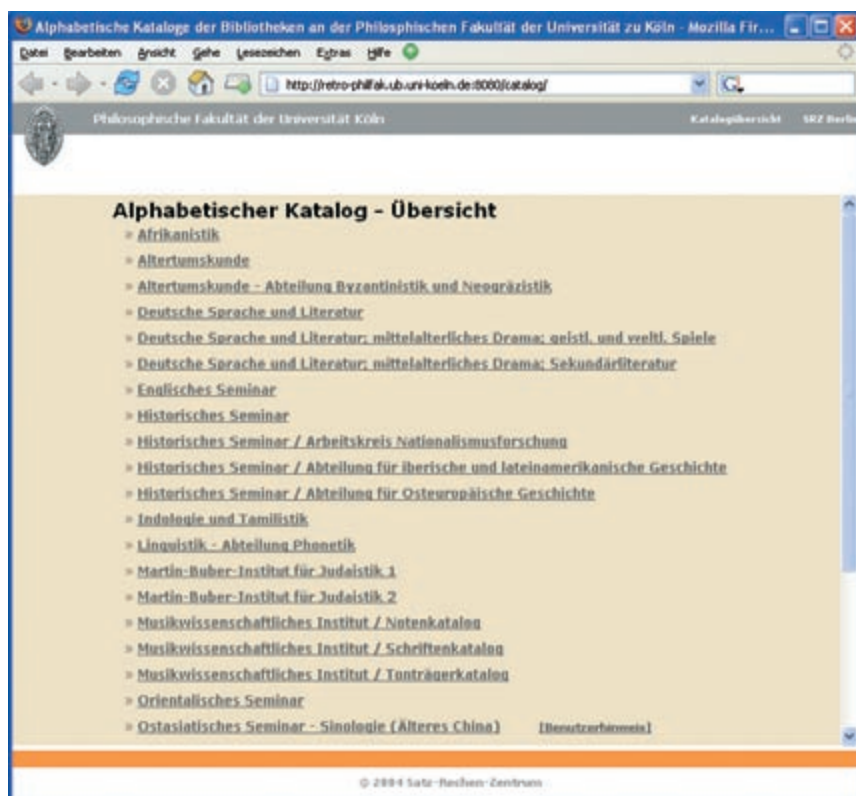 Alphabetische Kataloge der Bibliotheken an der Philosphischen Fakultät der Universität zu Köln - Mozilla Fir...
Datei Bearbeiten Ansicht Gehe Lesezeichen Extras Hilfe
http://retro-philfak.ub.uni-koeln.de:8080/catalog/
Philosophische Fakultät der Universität Köln Katalogübersicht SRZ Berlin
Alphabetischer Katalog - Übersicht
» Afrikanistik
» Altertumskunde
» Altertumskunde - Abteilung Byzantinistik und Neogräzistik
» Deutsche Sprache und Literatur
» Deutsche Sprache und Literatur; mittelalterliches Drama; geistl. und weltl. Spiele
» Deutsche Sprache und Literatur; mittelalterliches Drama; Sekundärliteratur
» Englisches Seminar
» Historisches Seminar
» Historisches Seminar / Arbeitskreis Nationalismusforschung
» Historisches Seminar / Abteilung für iberische und lateinamerikanische Geschichte
» Historisches Seminar / Abteilung für Osteuropäische Geschichte
» Indologie und Tamilistik
» Linguistik - Abteilung Phonetik
» Martin-Buber-Institut für Judaistik 1
» Martin-Buber-Institut für Judaistik 2
» Musikwissenschaftliches Institut / Notenkatalog
» Musikwissenschaftliches Institut / Schriftenkatalog
» Musikwissenschaftliches Institut / Tonträgerkatalog
» Orientalisches Seminar
» Ostasiatisches Seminar - Sinologie (Älteres China) [Benutzerhinweis]
© 2004 Satz-Rechen-Zentrum